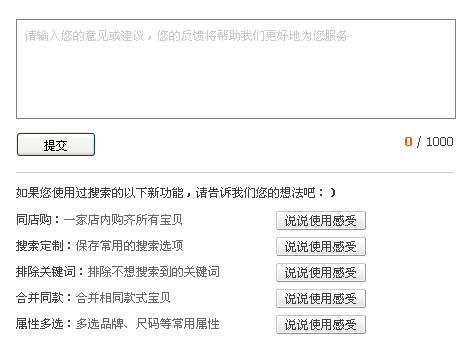 请输入您的意见或建议，您的反馈将帮助我们更好地为您服务
提交
0 / 1000
如果您使用过搜索的以下新功能，请告诉我们您的想法吧：）
同店购：一家店内购齐所有宝贝 说说使用感受
搜索定制：保存常用的搜索选项 说说使用感受
排除关键词：排除不想搜索到的关键词 说说使用感受
合并同款：合并相同款式宝贝 说说使用感受
属性多选：多选品牌、尺码等常用属性 说说使用感受